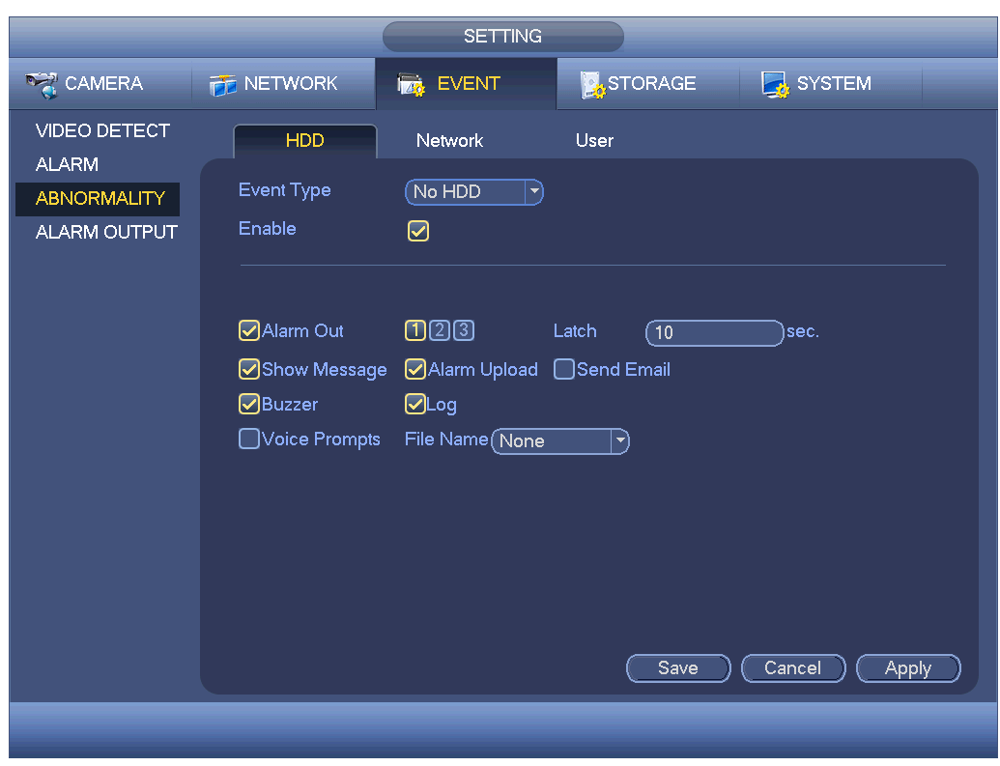 SETTING
CAMERA NETWORK EVENT STORAGE SYSTEM
VIDEO DETECT
ALARM
ABNORMALITY
ALARM OUTPUT
HDD Network User
Event Type No HDD
Enable
Alarm Out 1 2 3 Latch 10 sec.
Show Message Alarm Upload Send Email
Buzzer Log
Voice Prompts File Name None
Save Cancel Apply